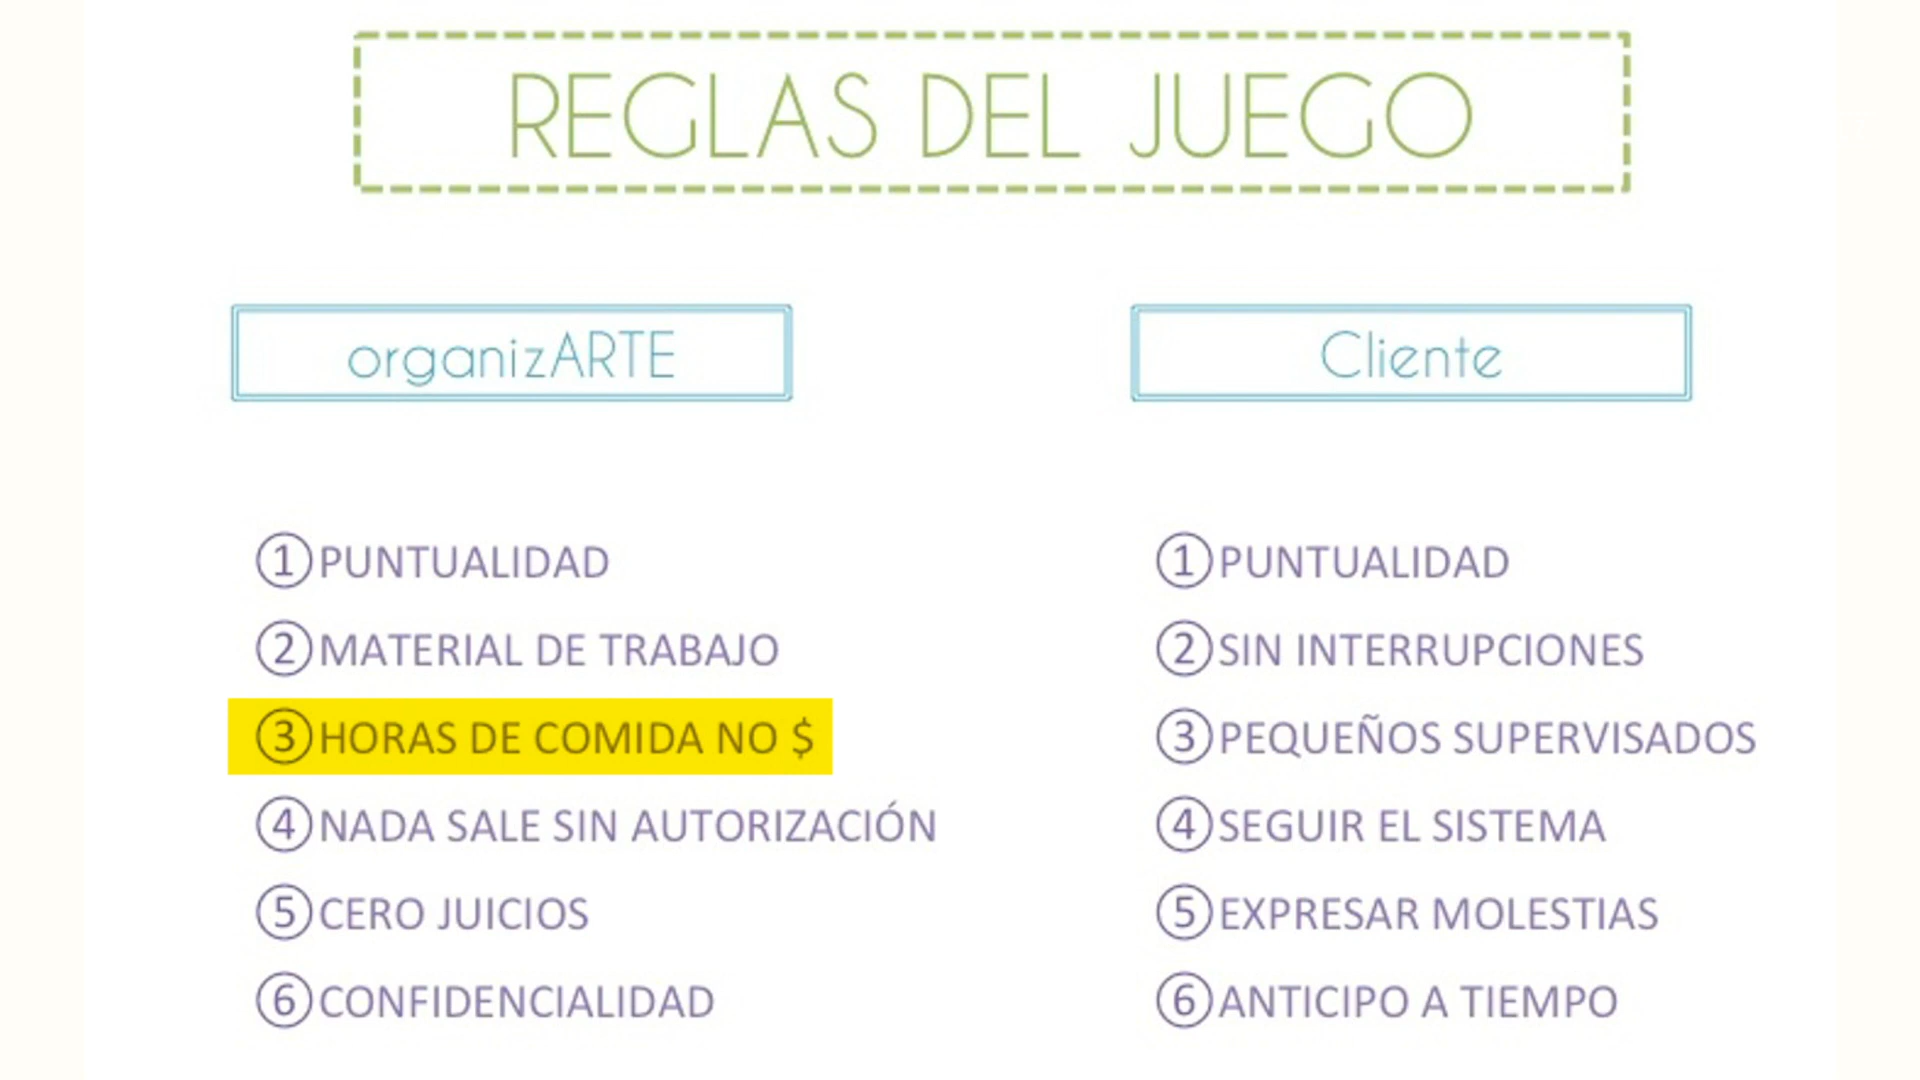 REGLAS DEL JUEGO
organizARTE
① PUNTUALIDAD
② MATERIAL DE TRABAJO
③ HORAS DE COMIDA NO $
④ NADA SALE SIN AUTORIZACIÓN
⑤ CERO JUICIOS
⑥ CONFIDENCIALIDAD
Cliente
① PUNTUALIDAD
② SIN INTERRUPCIONES
③ PEQUEÑOS SUPERVISADOS
④ SEGUIR EL SISTEMA
⑤ EXPRESAR MOLESTIAS
⑥ ANTICIPO A TIEMPO